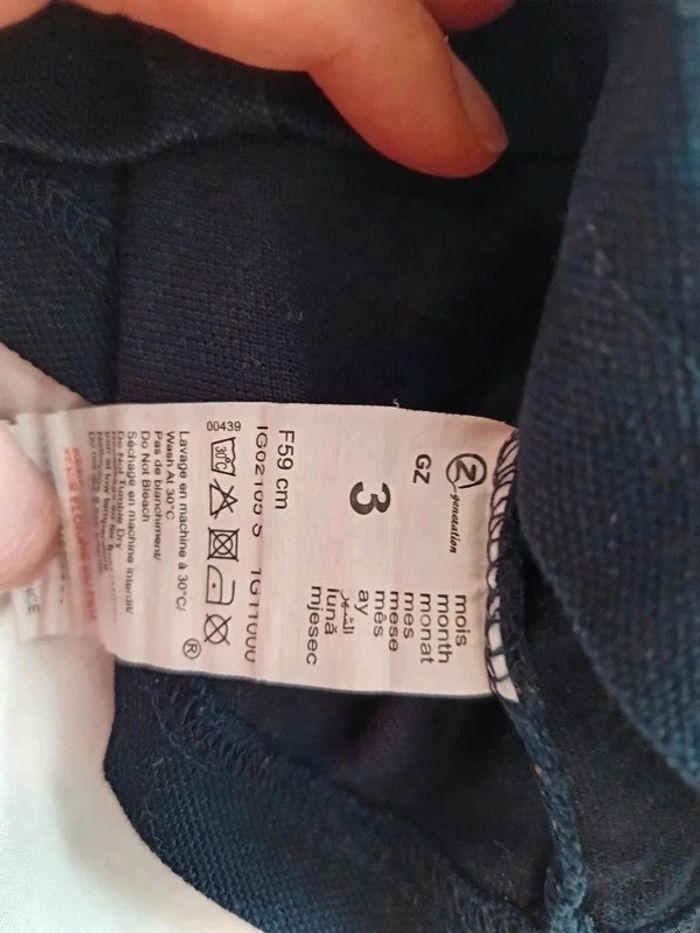 Z generation
GZ
3
mois
month
monat
mes
mese
mês
ay
الشهر
lună
mjesec
F59 cm
IG02105 S 1G11000
00439
30°C
®
Lavage en machine à 30°C/
Wash At 30°C
Pas de blanchiment/
Do Not Bleach
Séchage en machine interdit/
Do Not Tumble Dry